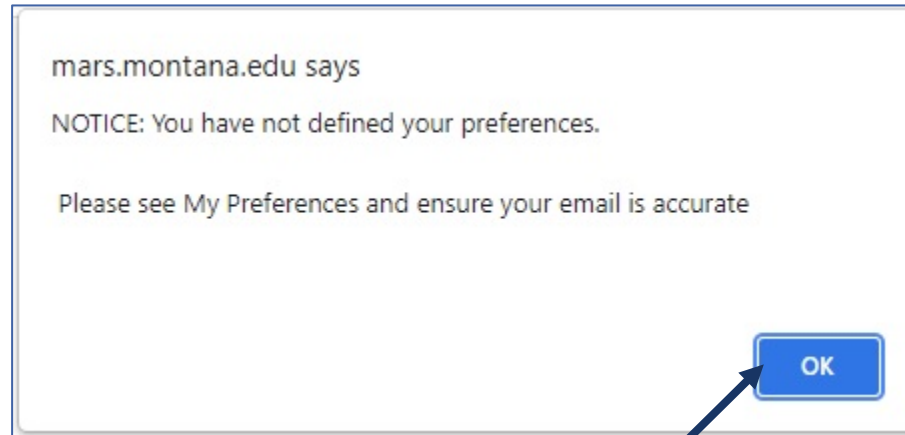 mars.montana.edu says
NOTICE: You have not defined your preferences.
Please see My Preferences and ensure your email is accurate
OK